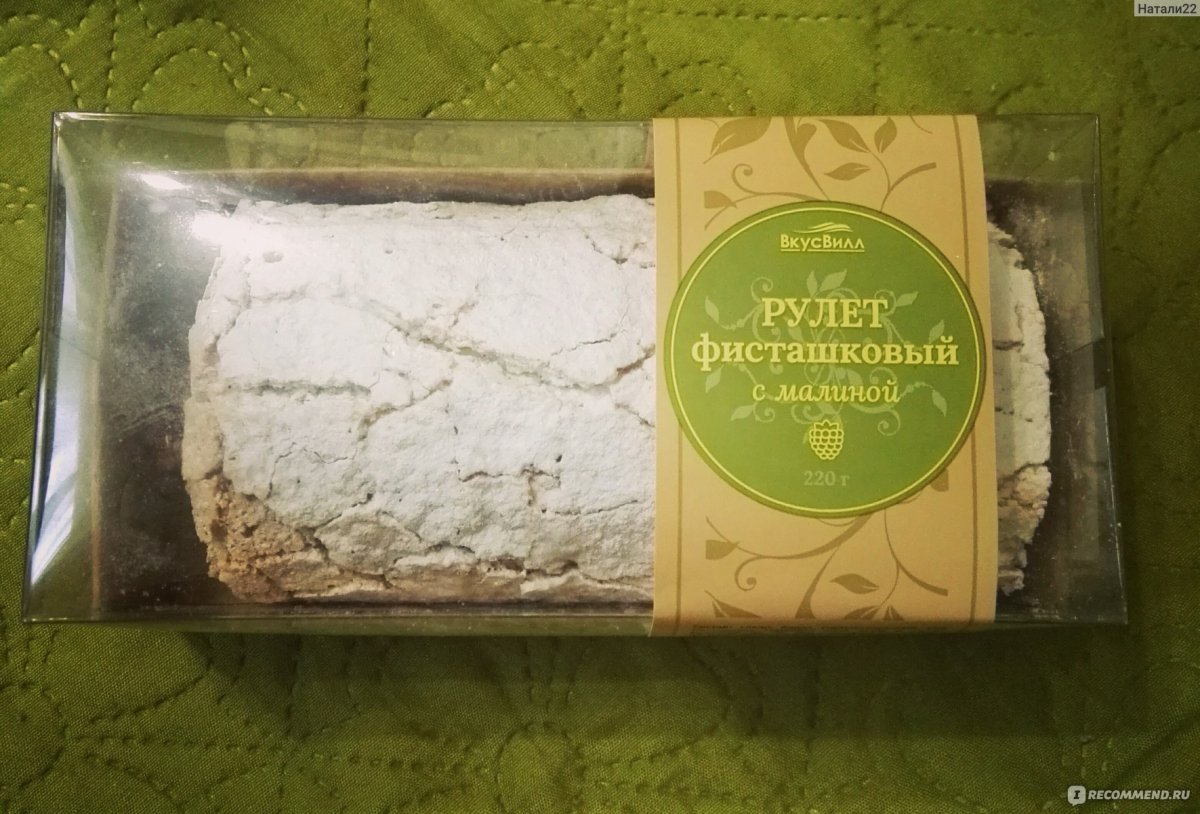 Натали22
ВкусВилл
РУЛЕТ
фисташковый
с малиной
220 г
IRECOMMEND.RU